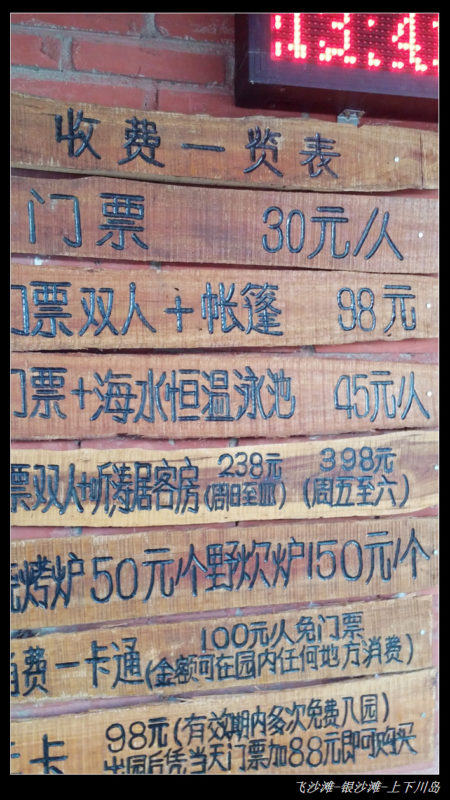 13:4
收费一览表
门票 30元/人
门票双人+帐篷 98元
门票+海水恒温泳池 45元/人
票双人+听涛居客房 238元(周日至四) 398元(周五至六)
烧烤炉50元/个野炊炉150元/个
消费一卡通 100元/人免门票(金额可在园内任何地方消费)
卡 98元(有效期内多次免费入园)
出园后凭当天门票加88元即可购买
飞沙滩-银沙滩-上下川岛